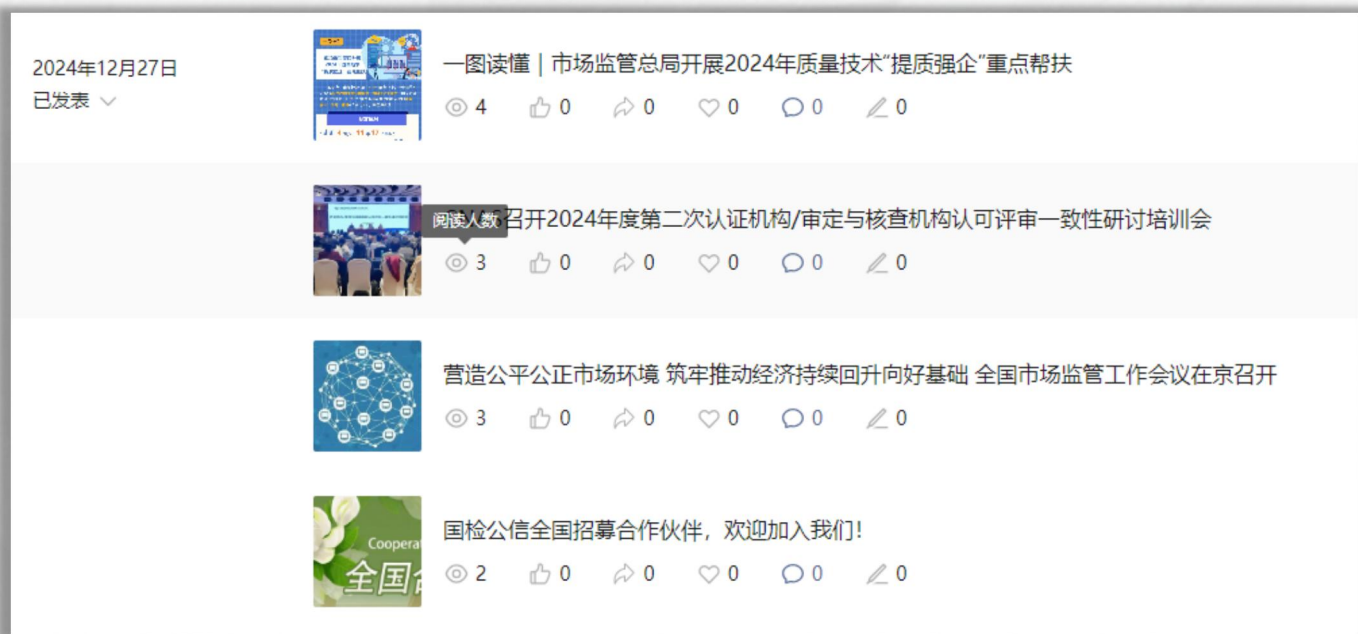 2024年12月27日
已发表
一图读懂 | 市场监管总局开展2024年质量技术“提质强企”重点帮扶
4 0 0 0 0 0
阅读人数
召开2024年度第二次认证机构/审定与核查机构认可评审一致性研讨培训会
3 0 0 0 0 0
营造公平公正市场环境 筑牢推动经济持续回升向好基础 全国市场监管工作会议在京召开
3 0 0 0 0 0
Coopera
全国
国检公信全国招募合作伙伴，欢迎加入我们！
2 0 0 0 0 0